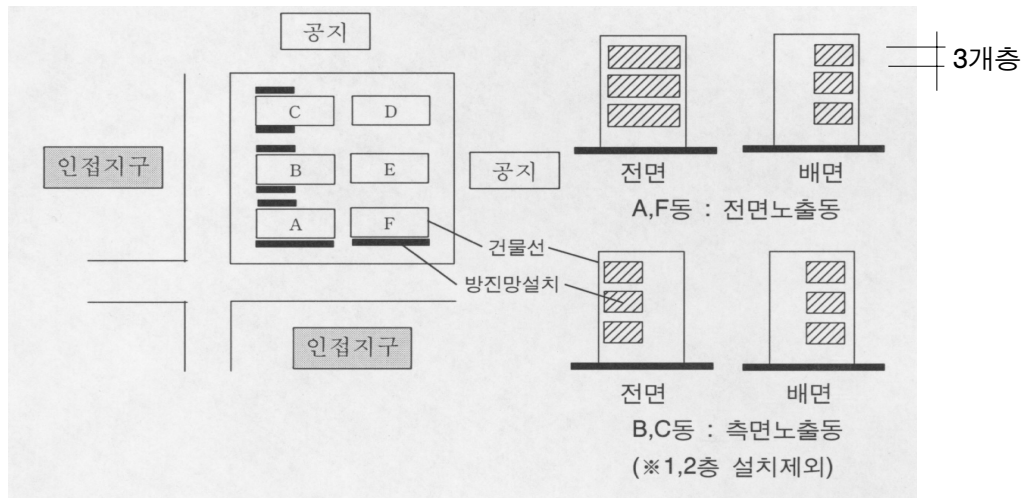 공지
3개층
C
D
인접지구
B
E
공지
A
F
전면
배면
A,F동 : 전면노출동
건물선
방진망설치
인접지구
전면
배면
B,C동 : 측면노출동
(※1,2층 설치제외)